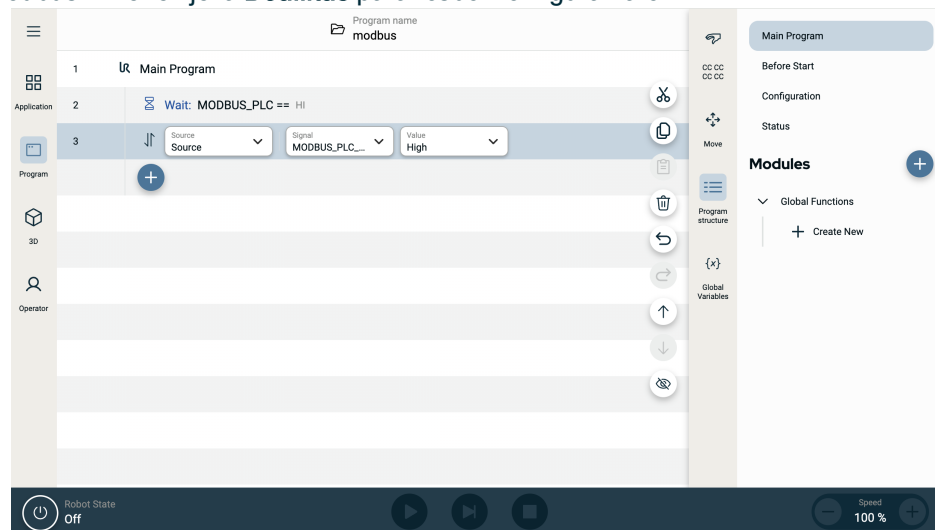 Program name
modbus
1 Main Program
Application
2 Wait: MODBUS_PLC == HI
3
Source
Source
Signal
MODBUS_PLC_...
Value
High
Program
3D
Operator
CC CC
CC CC
Move
Program
structure
{x}
Global
Variables
Main Program
Before Start
Configuration
Status
Modules
Global Functions
Create New
Robot State
Off
Speed
100 %